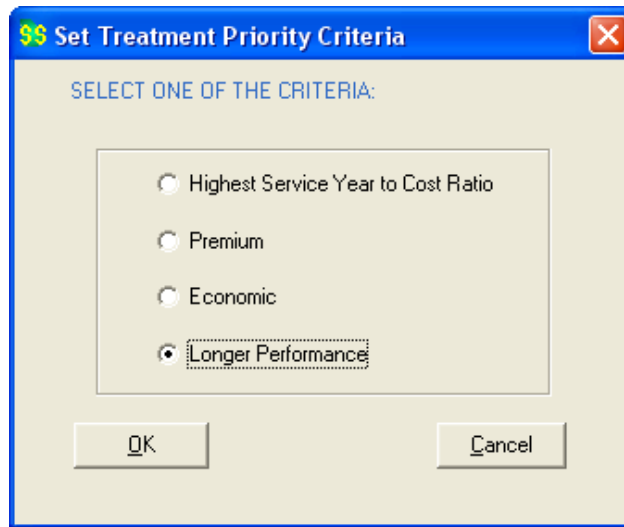 $$ Set Treatment Priority Criteria
SELECT ONE OF THE CRITERIA:
Highest Service Year to Cost Ratio
Premium
Economic
Longer Performance
OK
Cancel